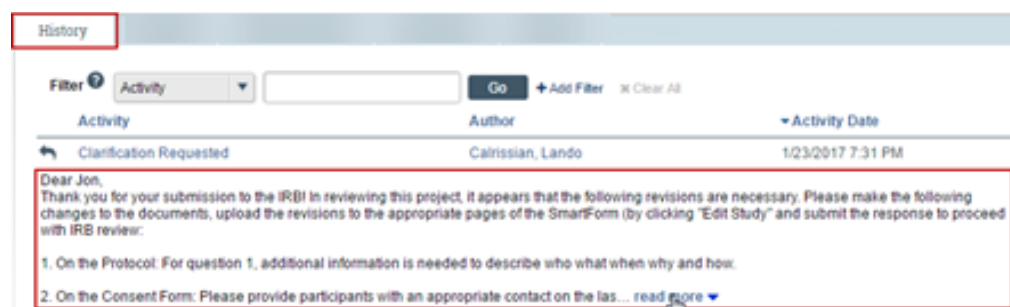 History
Filter ? Activity Go + Add Filter x Clear All
Activity Author Activity Date
Clarification Requested Calrissian, Lando 1/23/2017 7:31 PM
Dear Jon,
Thank you for your submission to the IRB! In reviewing this project, it appears that the following revisions are necessary. Please make the following
changes to the documents, upload the revisions to the appropriate pages of the SmartForm (by clicking "Edit Study" and submit the response to proceed
with IRB review:
1. On the Protocol: For question 1, additional information is needed to describe who what when why and how.
2. On the Consent Form: Please provide participants with an appropriate contact on the las... read more